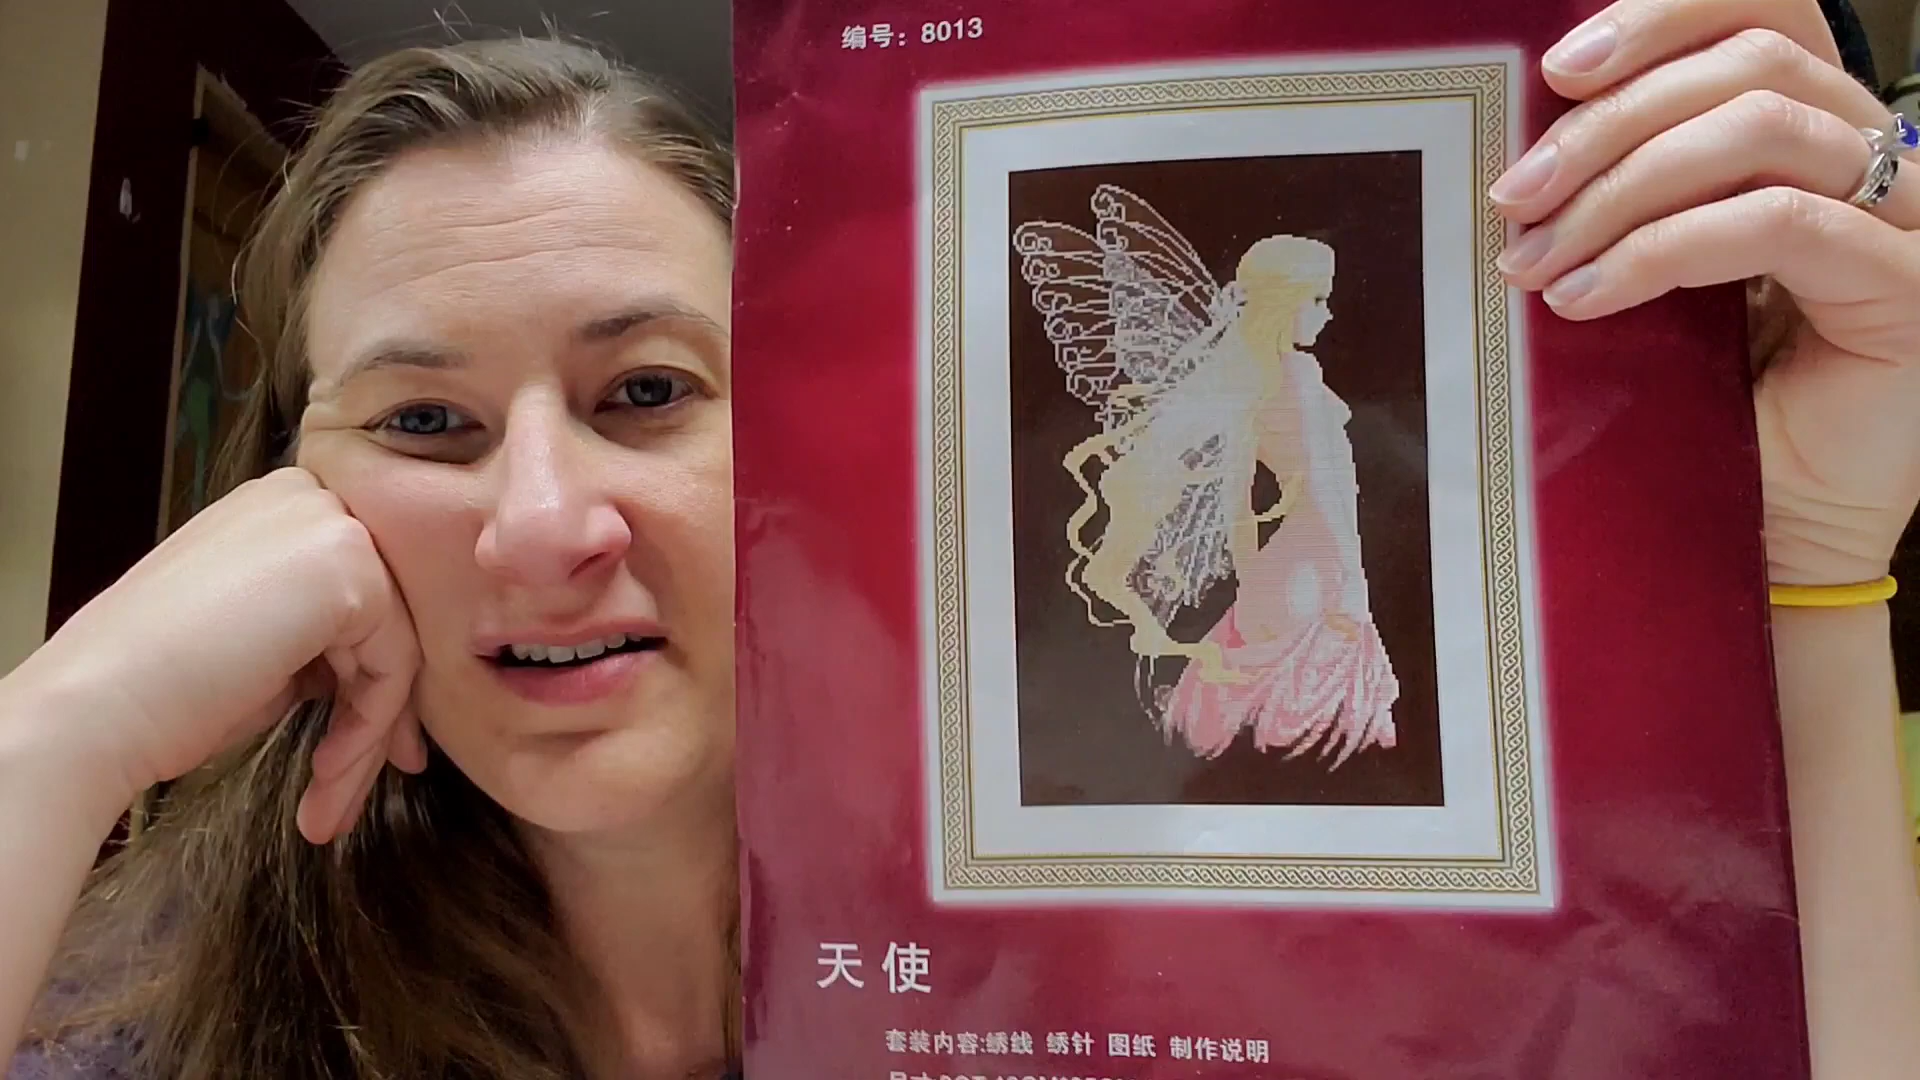 编号：8013
天使
套装内容:绣线 绣针 图纸 制作说明